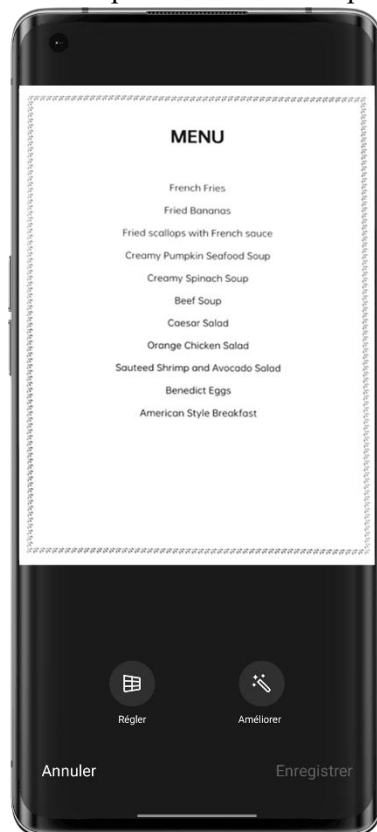 MENU
French Fries
Fried Bananas
Fried scallops with French sauce
Creamy Pumpkin Seafood Soup
Creamy Spinach Soup
Beef Soup
Caesar Salad
Orange Chicken Salad
Sauteed Shrimp and Avocado Salad
Benedict Eggs
American Style Breakfast
Régler Améliorer
Annuler Enregistrer